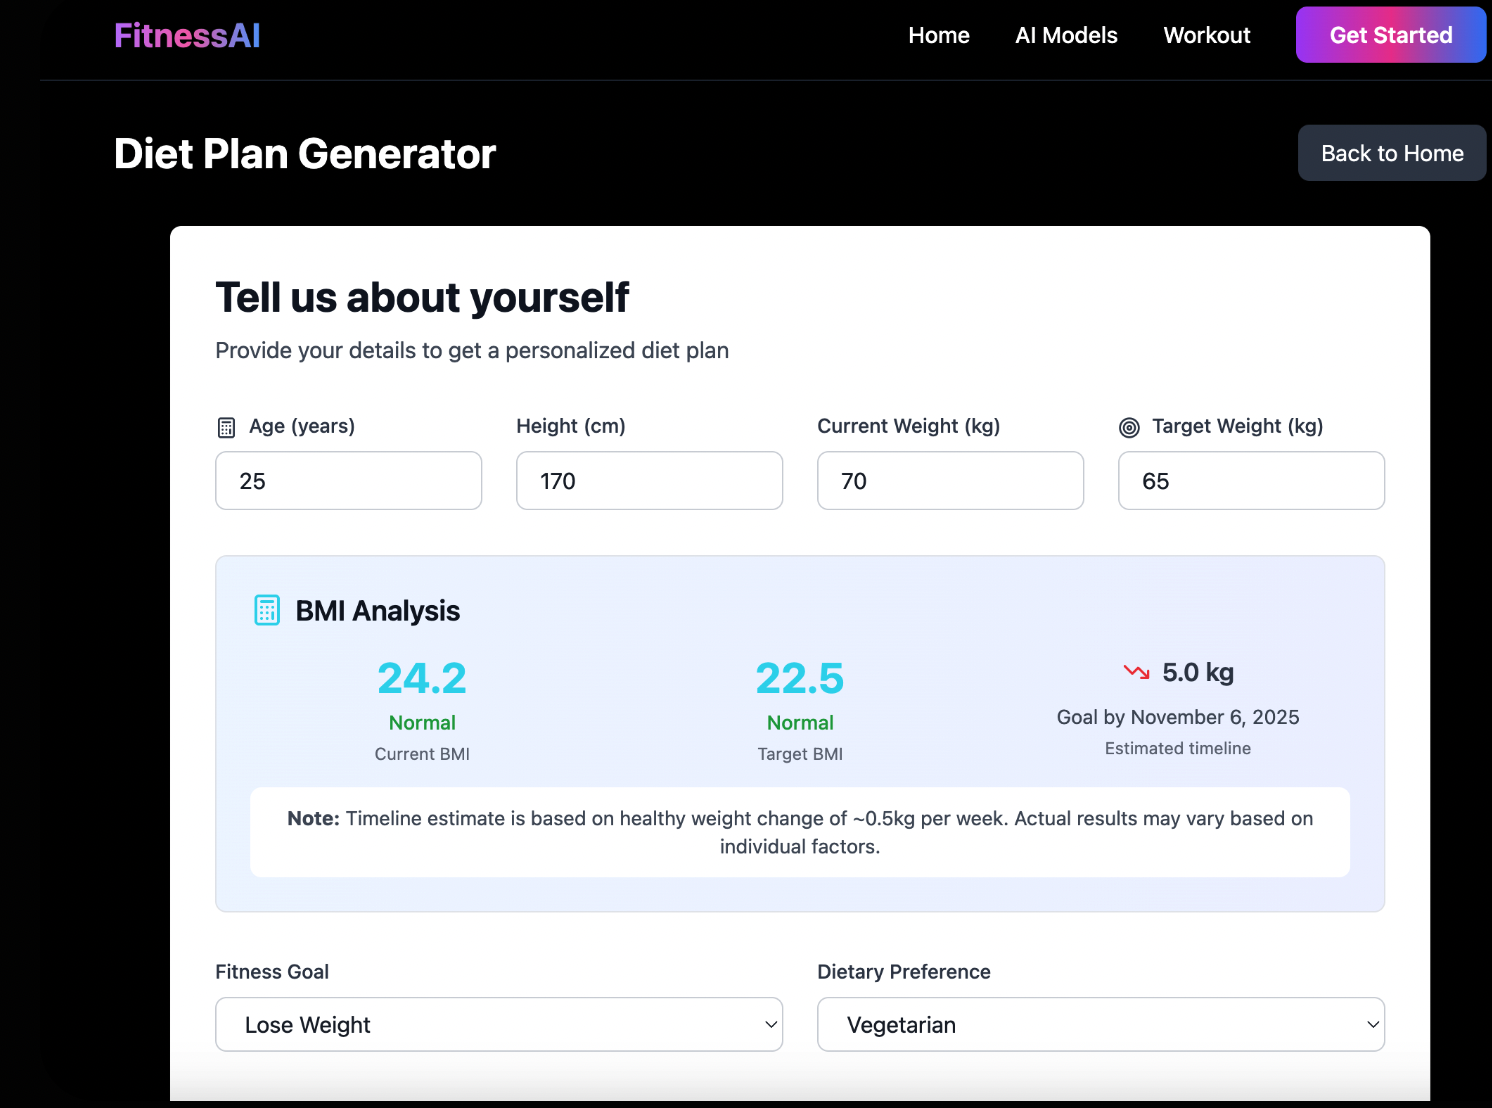 FitnessAI
Home
AI Models
Workout
Get Started
Diet Plan Generator
Back to Home
Tell us about yourself
Provide your details to get a personalized diet plan
Age (years)
Height (cm)
Current Weight (kg)
Target Weight (kg)
25
170
70
65
BMI Analysis
24.2
Normal
Current BMI
22.5
Normal
Target BMI
5.0 kg
Goal by November 6, 2025
Estimated timeline
Note: Timeline estimate is based on healthy weight change of ~0.5kg per week. Actual results may vary based on
individual factors.
Fitness Goal
Dietary Preference
Lose Weight
Vegetarian